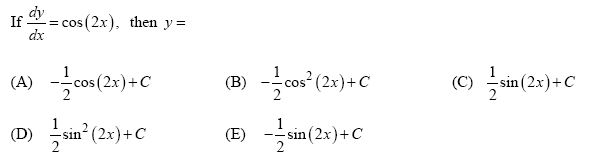 If dy/dx = cos(2x), then y =
(A) -1/2 cos(2x)+C (B) -1/2 cos²(2x)+C (C) 1/2 sin(2x)+C
(D) 1/2 sin²(2x)+C (E) -1/2 sin(2x)+C